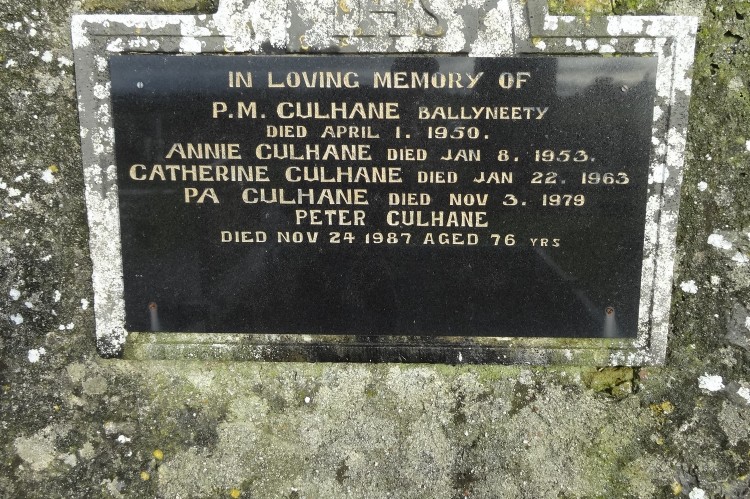 IHS
IN LOVING MEMORY OF
P.M. CULHANE BALLYNEETY
DIED APRIL 1. 1950.
ANNIE CULHANE DIED JAN 8. 1953.
CATHERINE CULHANE DIED JAN 22. 1963
PA CULHANE DIED NOV 3. 1979
PETER CULHANE
DIED NOV 24 1987 AGED 76 YRS